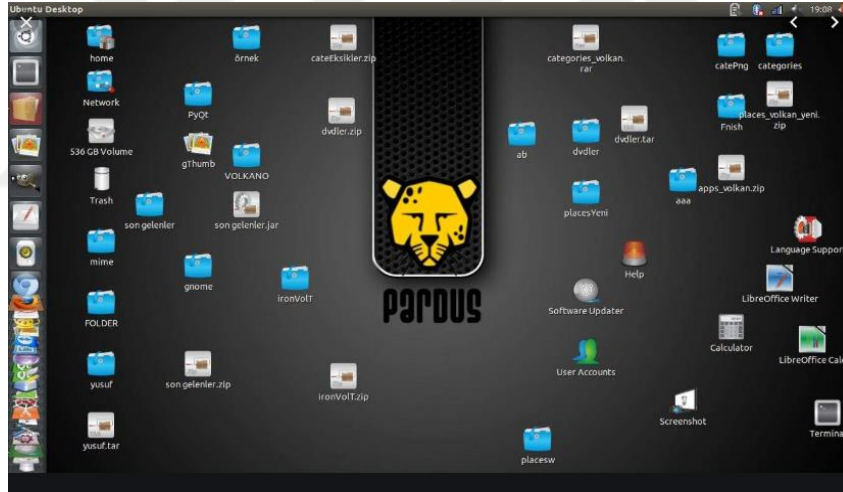 Ubuntu Desktop
19:08
home
örnek
cateEksikler.zip
categories_volkan.
rar
catePng
categories
Network
PyQt
dvdler.zip
ab
dvdler
dvdler.tar
Fnish
places_volkan_yeni.
zip
536 GB Volume
gThumb
VOLKANO
aaa
apps_volkan.zip
Trash
son gelenler
son gelenler.jar
placesYeni
Language Suppor
mime
gnome
ironVolT
Help
LibreOffice Writer
FOLDER
Pardus
Software Updater
Calculator
LibreOffice Calc
yusuf
son gelenler.zip
ironVolT.zip
User Accounts
Screenshot
Termina
yusuf.tar
placesw